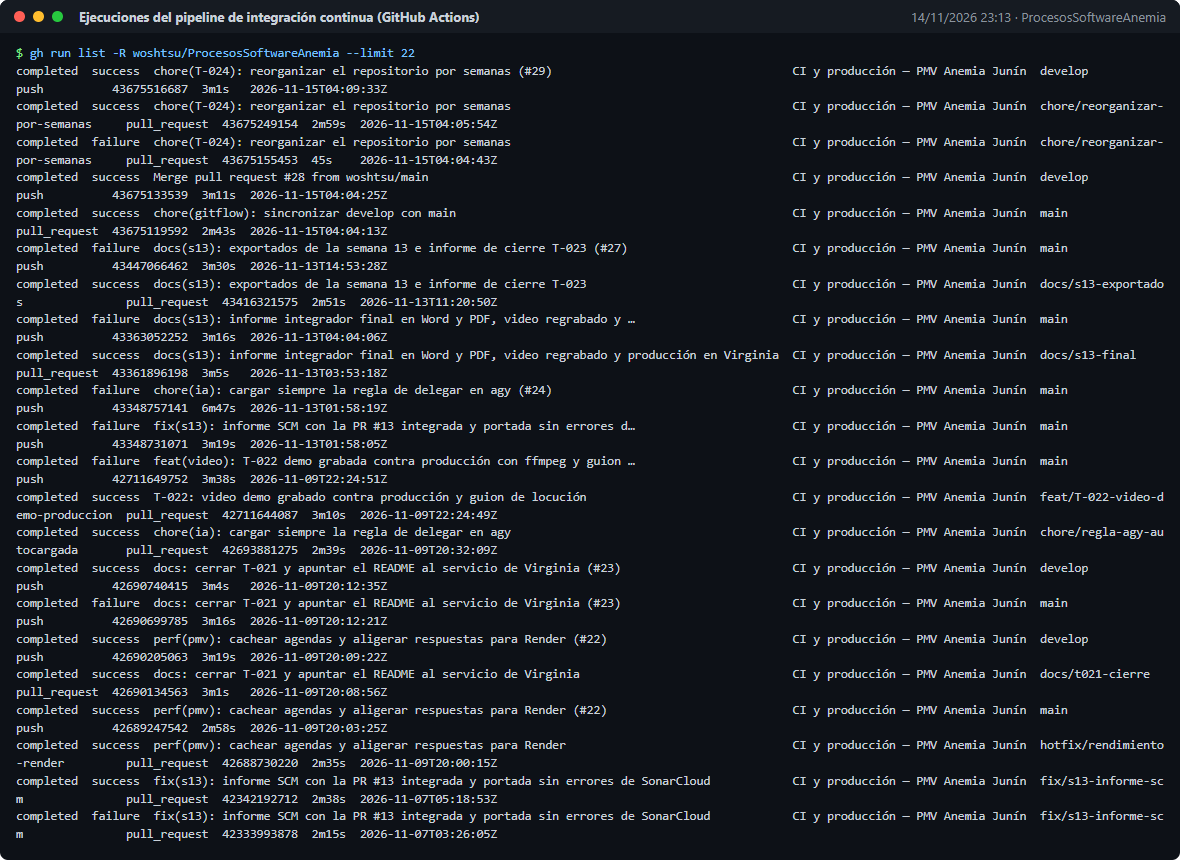 Ejecuciones del pipeline de integración continua (GitHub Actions)
14/11/2026 23:13 · ProcesosSoftwareAnemia
$ gh run list -R woshtsu/ProcesosSoftwareAnemia --limit 22
completed  success  chore(T-024): reorganizar el repositorio por semanas (#29)  CI y producción – PMV Anemia Junín  develop
push  43675516687  3m1s  2026-11-15T04:09:33Z
completed  success  chore(T-024): reorganizar el repositorio por semanas  CI y producción – PMV Anemia Junín  chore/reorganizar-
por-semanas  pull_request  43675249154  2m59s  2026-11-15T04:05:54Z
completed  failure  chore(T-024): reorganizar el repositorio por semanas  CI y producción – PMV Anemia Junín  chore/reorganizar-
por-semanas  pull_request  43675155453  45s  2026-11-15T04:04:43Z
completed  success  Merge pull request #28 from woshtsu/main  CI y producción – PMV Anemia Junín  develop
push  43675133539  3m11s  2026-11-15T04:04:25Z
completed  success  chore(gitflow): sincronizar develop con main  CI y producción – PMV Anemia Junín  main
pull_request  43675119592  2m43s  2026-11-15T04:04:13Z
completed  failure  docs(s13): exportados de la semana 13 e informe de cierre T-023 (#27)  CI y producción – PMV Anemia Junín  main
push  43447066462  3m30s  2026-11-13T14:53:28Z
completed  success  docs(s13): exportados de la semana 13 e informe de cierre T-023  CI y producción – PMV Anemia Junín  docs/s13-exportado
s  pull_request  43416321575  2m51s  2026-11-13T11:20:50Z
completed  failure  docs(s13): informe integrador final en Word y PDF, video regrabado y …  CI y producción – PMV Anemia Junín  main
push  43363052252  3m16s  2026-11-13T04:04:06Z
completed  success  docs(s13): informe integrador final en Word y PDF, video regrabado y producción en Virginia  CI y producción – PMV Anemia Junín  docs/s13-final
pull_request  43361896198  3m5s  2026-11-13T03:53:18Z
completed  failure  chore(ia): cargar siempre la regla de delegar en agy (#24)  CI y producción – PMV Anemia Junín  main
push  43348757141  6m47s  2026-11-13T01:58:19Z
completed  failure  fix(s13): informe SCM con la PR #13 integrada y portada sin errores d…  CI y producción – PMV Anemia Junín  main
push  43348731071  3m19s  2026-11-13T01:58:05Z
completed  failure  feat(video): T-022 demo grabada contra producción con ffmpeg y guion …  CI y producción – PMV Anemia Junín  main
push  42711649752  3m38s  2026-11-09T22:24:51Z
completed  success  T-022: video demo grabado contra producción y guion de locución  CI y producción – PMV Anemia Junín  feat/T-022-video-d
emo-produccion  pull_request  42711644087  3m10s  2026-11-09T22:24:49Z
completed  success  chore(ia): cargar siempre la regla de delegar en agy  CI y producción – PMV Anemia Junín  chore/regla-agy-au
tocargada  pull_request  42693881275  2m39s  2026-11-09T20:32:09Z
completed  success  docs: cerrar T-021 y apuntar el README al servicio de Virginia (#23)  CI y producción – PMV Anemia Junín  develop
push  42690740415  3m4s  2026-11-09T20:12:35Z
completed  failure  docs: cerrar T-021 y apuntar el README al servicio de Virginia (#23)  CI y producción – PMV Anemia Junín  main
push  42690699785  3m16s  2026-11-09T20:12:21Z
completed  success  perf(pmv): cachear agendas y aligerar respuestas para Render (#22)  CI y producción – PMV Anemia Junín  develop
push  42690205063  3m19s  2026-11-09T20:09:22Z
completed  success  docs: cerrar T-021 y apuntar el README al servicio de Virginia  CI y producción – PMV Anemia Junín  docs/t021-cierre
pull_request  42690134563  3m1s  2026-11-09T20:08:56Z
completed  success  perf(pmv): cachear agendas y aligerar respuestas para Render (#22)  CI y producción – PMV Anemia Junín  main
push  42689247542  2m58s  2026-11-09T20:03:25Z
completed  success  perf(pmv): cachear agendas y aligerar respuestas para Render  CI y producción – PMV Anemia Junín  hotfix/rendimiento
-render  pull_request  42688730220  2m35s  2026-11-09T20:00:15Z
completed  success  fix(s13): informe SCM con la PR #13 integrada y portada sin errores de SonarCloud  CI y producción – PMV Anemia Junín  fix/s13-informe-sc
m  pull_request  42342192712  2m38s  2026-11-07T05:18:53Z
completed  failure  fix(s13): informe SCM con la PR #13 integrada y portada sin errores de SonarCloud  CI y producción – PMV Anemia Junín  fix/s13-informe-sc
m  pull_request  42333993878  2m15s  2026-11-07T03:26:05Z